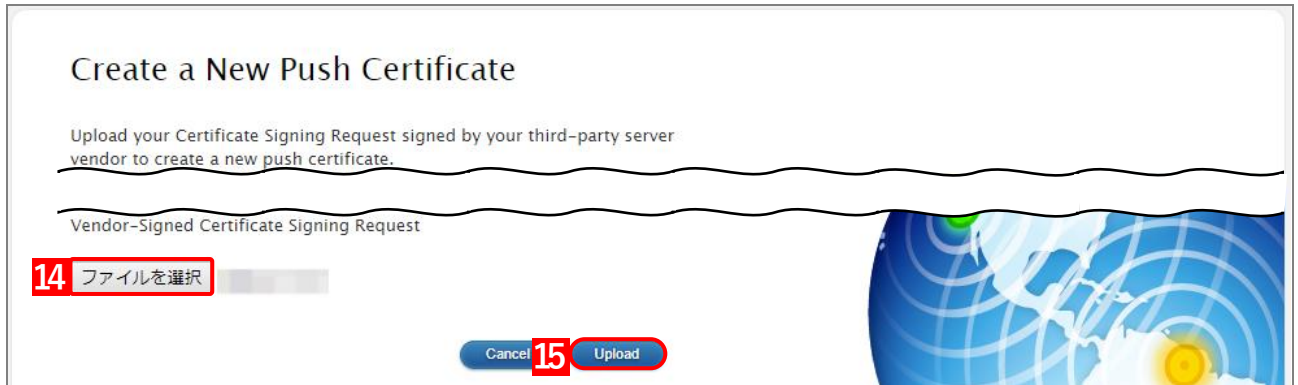 Create a New Push Certificate
Upload your Certificate Signing Request signed by your third-party server
vendor to create a new push certificate.
Vendor-Signed Certificate Signing Request
14 ファイルを選択
Cancel 15 Upload